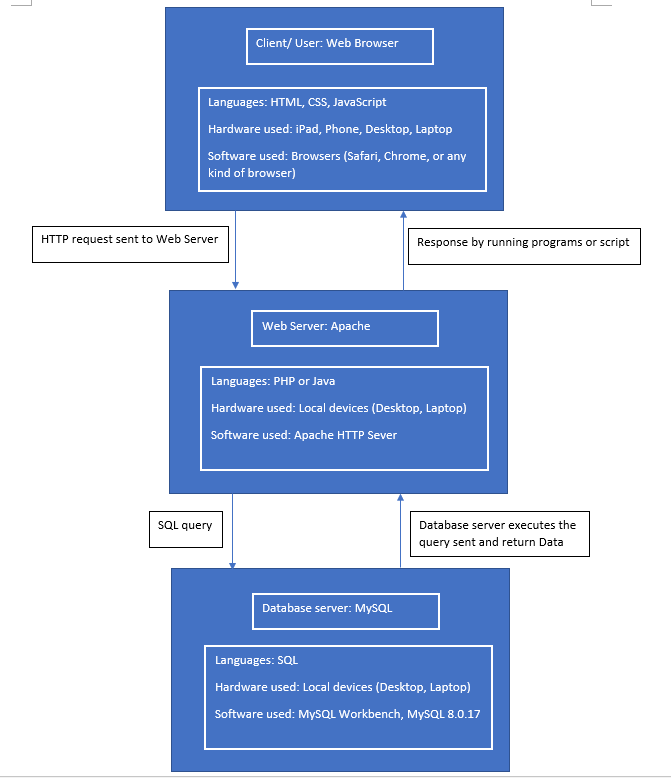 Client/ User: Web Browser
Languages: HTML, CSS, JavaScript
Hardware used: iPad, Phone, Desktop, Laptop
Software used: Browsers (Safari, Chrome, or any
kind of browser)
HTTP request sent to Web Server
Response by running programs or script
Web Server: Apache
Languages: PHP or Java
Hardware used: Local devices (Desktop, Laptop)
Software used: Apache HTTP Sever
SQL query
Database server executes the
query sent and return Data
Database server: MySQL
Languages: SQL
Hardware used: Local devices (Desktop, Laptop)
Software used: MySQL Workbench, MySQL 8.0.17